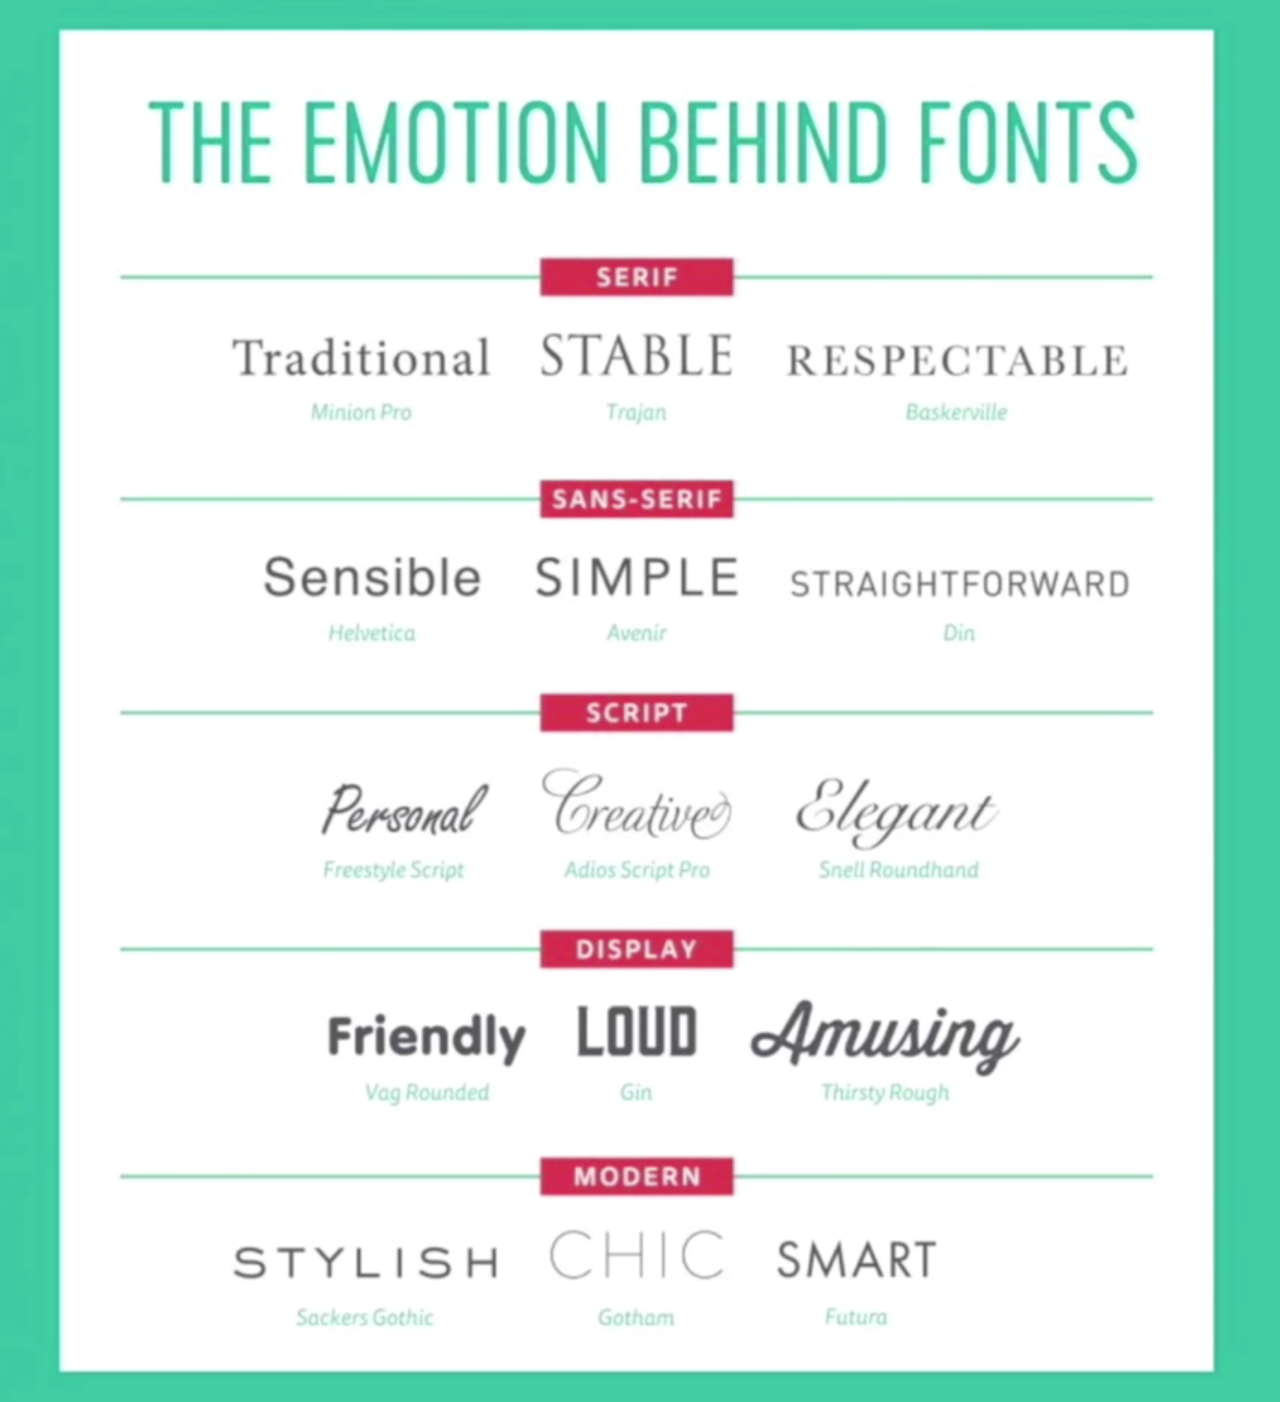 THE EMOTION BEHIND FONTS
SERIF
Traditional STABLE RESPECTABLE
Minion Pro Trajan Baskerville
SANS-SERIF
Sensible SIMPLE STRAIGHTFORWARD
Helvetica Avenir Din
SCRIPT
Personal Creative Elegant
Freestyle Script Adios Script Pro Snell Roundhand
DISPLAY
Friendly LOUD Amusing
Vag Rounded Gin Thirsty Rough
MODERN
STYLISH CHIC SMART
Sackers Gothic Gotham Futura